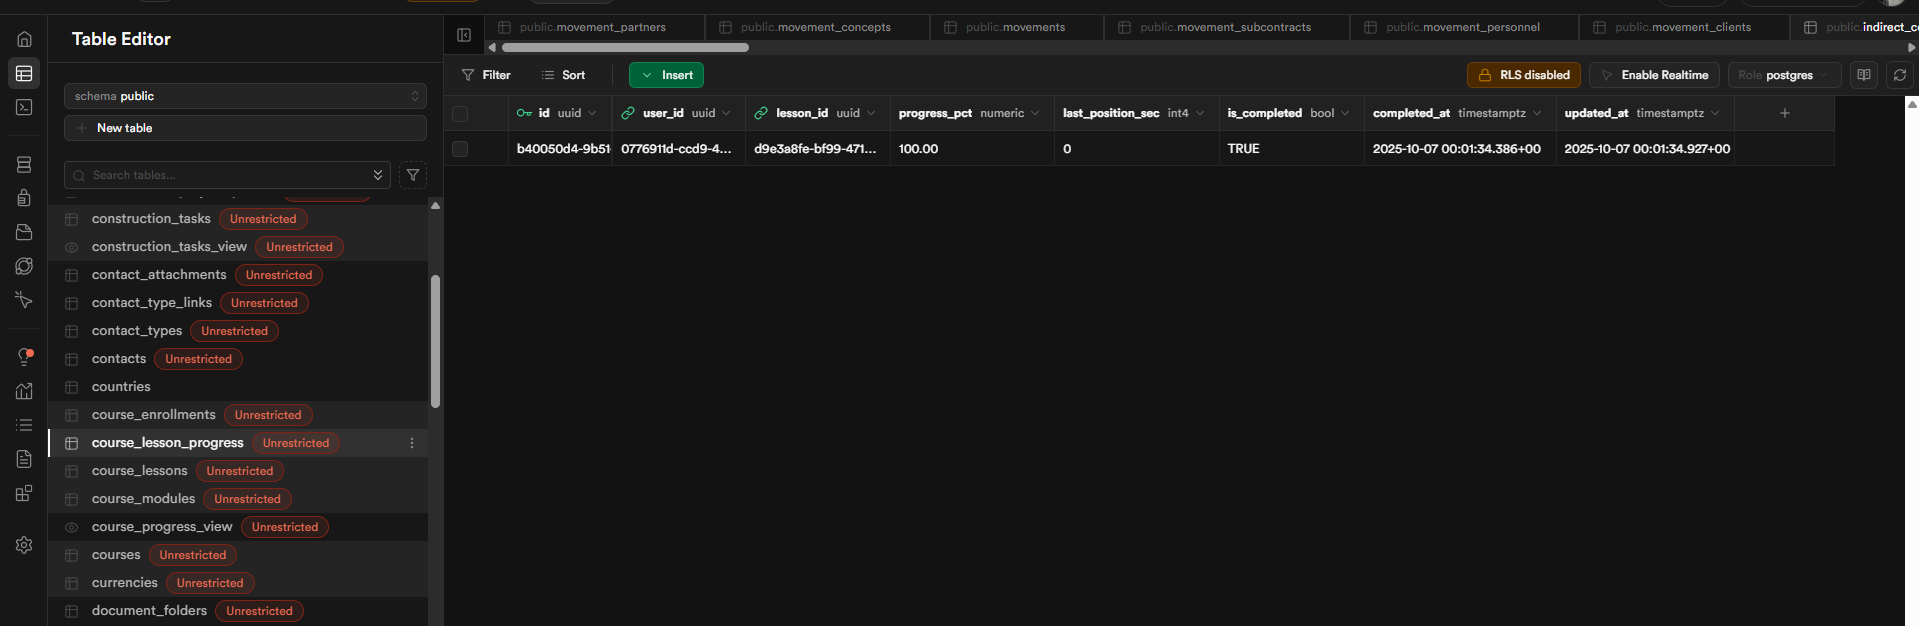 Table Editor
schema public
New table
Search tables...
construction_tasks Unrestricted
construction_tasks_view Unrestricted
contact_attachments Unrestricted
contact_type_links Unrestricted
contact_types Unrestricted
contacts Unrestricted
countries
course_enrollments Unrestricted
course_lesson_progress Unrestricted
course_lessons Unrestricted
course_modules Unrestricted
course_progress_view Unrestricted
courses Unrestricted
currencies Unrestricted
document_folders Unrestricted
public.movement_partners public.movement_concepts public.movements public.movement_subcontracts public.movement_personnel public.movement_clients public.indirect_c
Filter Sort Insert RLS disabled Enable Realtime Role postgres
id uuid user_id uuid lesson_id uuid progress_pct numeric last_position_sec int4 is_completed bool completed_at timestamptz updated_at timestamptz
b40050d4-9b51 0776911d-ccd9-4... d9e3a8fe-bf99-471... 100.00 0 TRUE 2025-10-07 00:01:34.386+00 2025-10-07 00:01:34.927+00